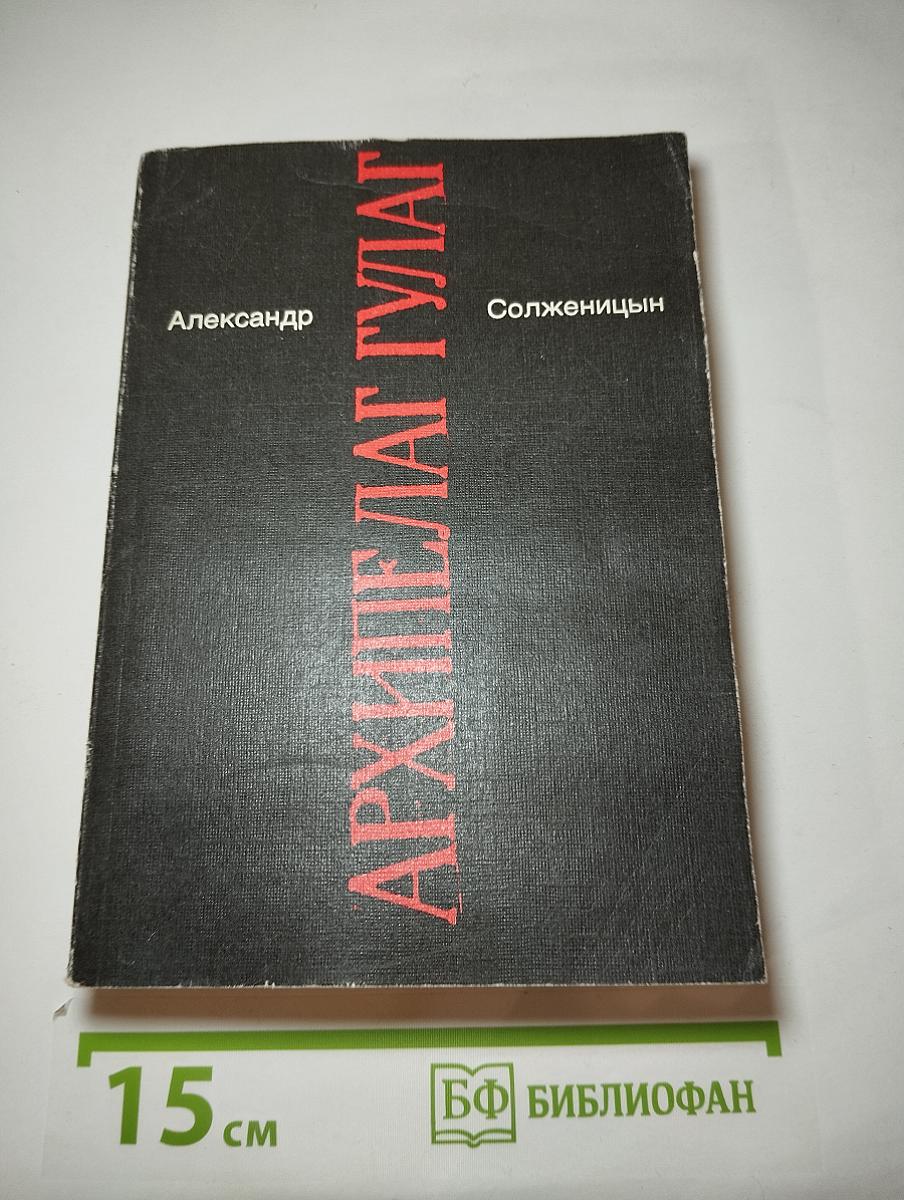 Александр
Солженицын
АРХИПЕЛАГ ГУЛАГ
15 см
БФ БИБЛИОФАН